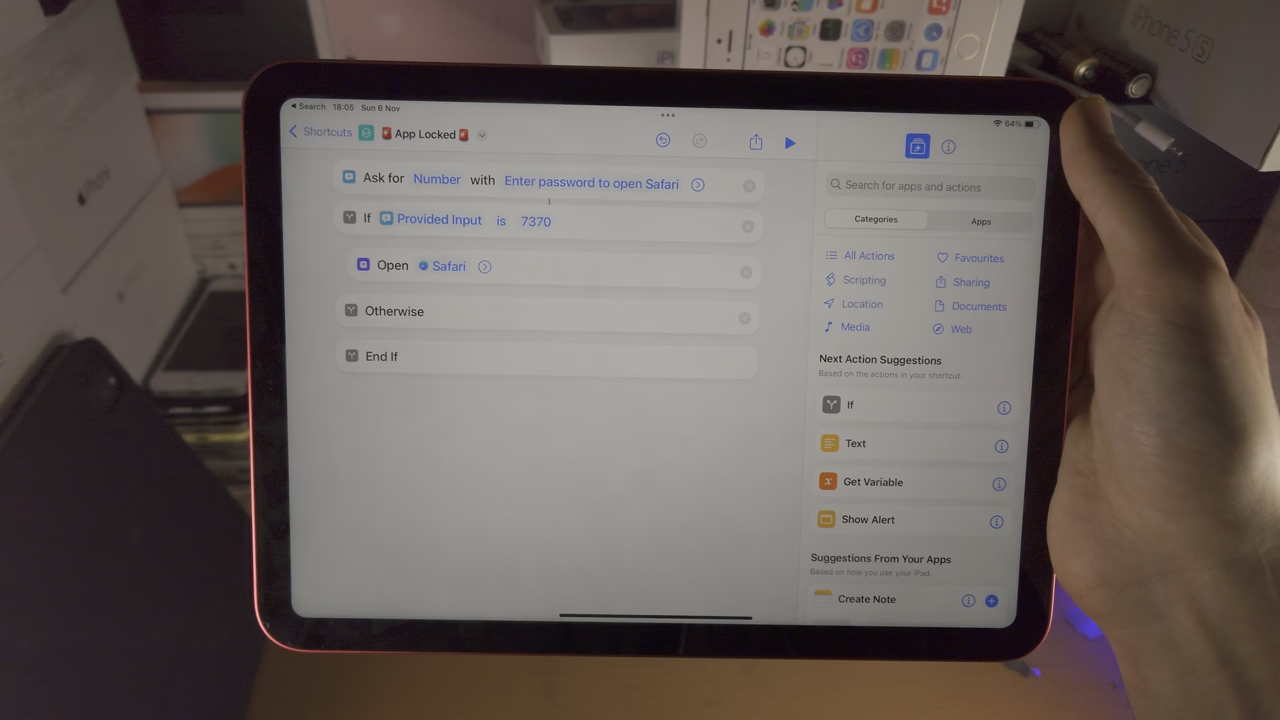 iPhone 5 S
Search 18:05 Sun 6 Nov
64%
Shortcuts
App Locked
Ask for Number with Enter password to open Safari
If Provided Input is 7370
Open Safari
Otherwise
End If
Search for apps and actions
Categories Apps
All Actions Favourites
Scripting Sharing
Location Documents
Media Web
Next Action Suggestions
Based on the actions in your shortcut.
If
Text
Get Variable
Show Alert
Suggestions From Your Apps
Based on how you use your iPad.
Create Note
iPhone